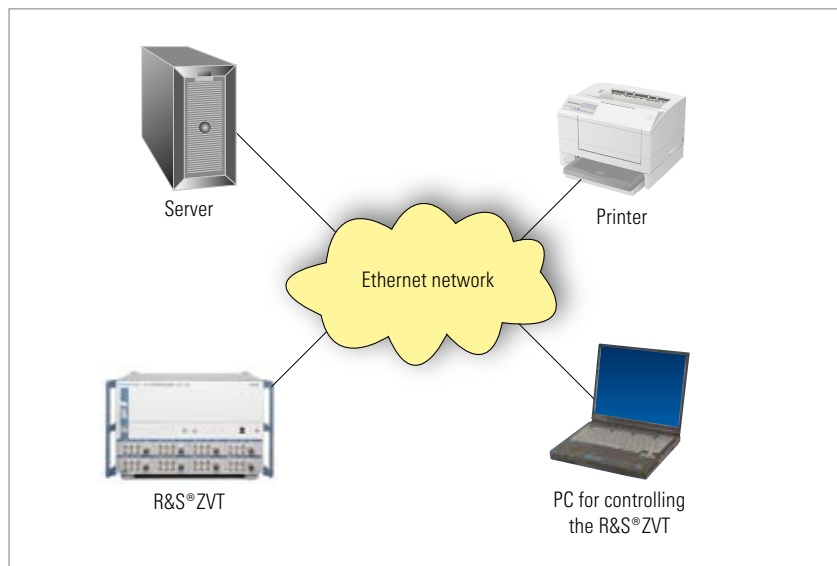 Server
Printer
Ethernet network
R&S®ZVT
PC for controlling
the R&S®ZVT